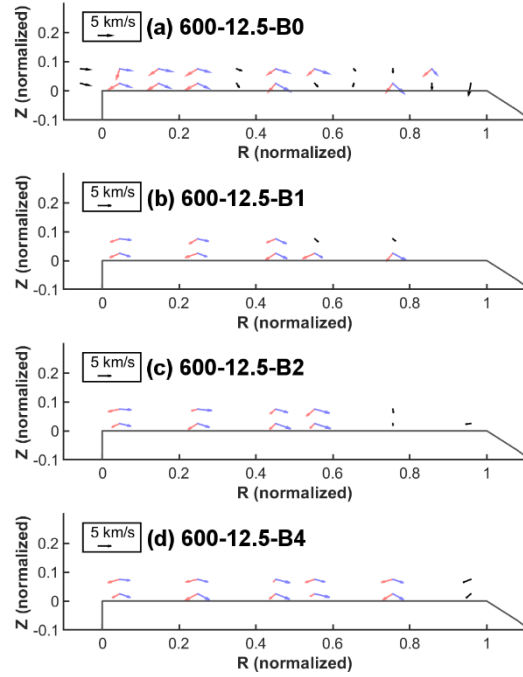 5 km/s
(a) 600-12.5-B0
Z (normalized)
0.2
0.1
0
-0.1
0 0.2 0.4 0.6 0.8 1
R (normalized)
5 km/s
(b) 600-12.5-B1
Z (normalized)
0.2
0.1
0
-0.1
0 0.2 0.4 0.6 0.8 1
R (normalized)
5 km/s
(c) 600-12.5-B2
Z (normalized)
0.2
0.1
0
-0.1
0 0.2 0.4 0.6 0.8 1
R (normalized)
5 km/s
(d) 600-12.5-B4
Z (normalized)
0.2
0.1
0
-0.1
0 0.2 0.4 0.6 0.8 1
R (normalized)